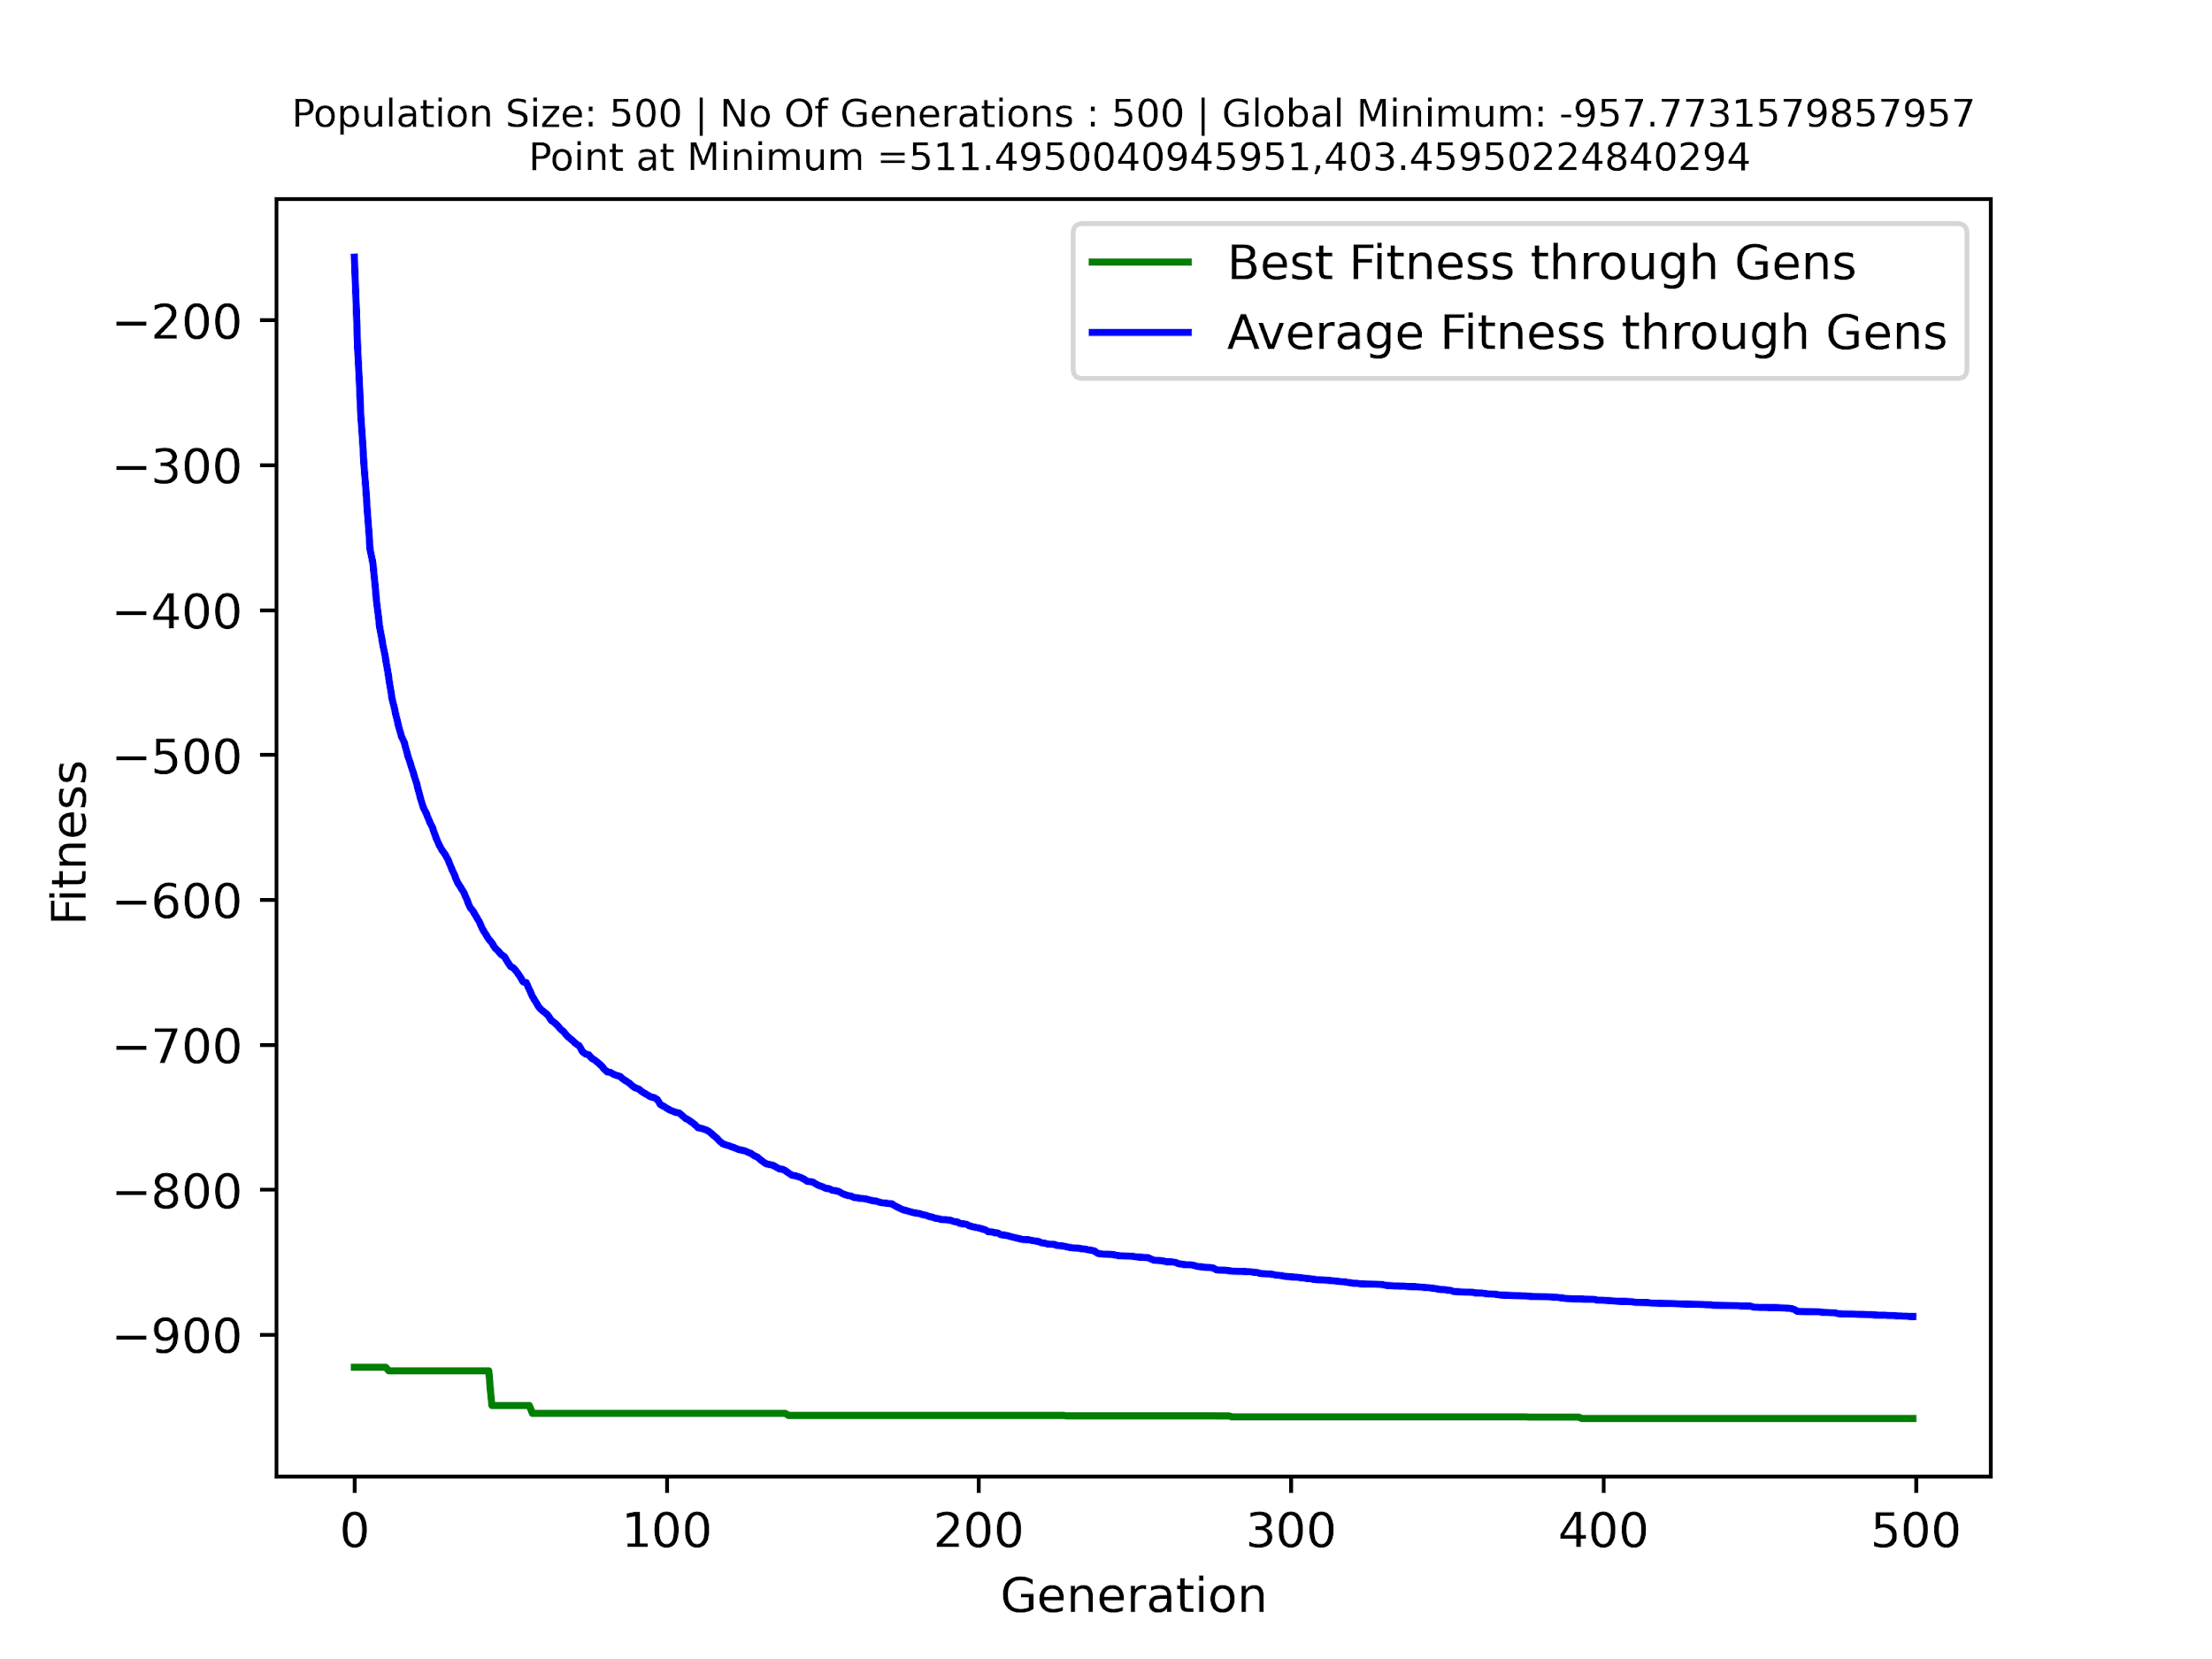 Population Size: 500 | No Of Generations : 500 | Global Minimum: -957.7731579857957
Point at Minimum =511.4950040945951,403.45950224840294
Best Fitness through Gens
Average Fitness through Gens
−200
−300
−400
−500
−600
−700
−800
−900
Fitness
0 100 200 300 400 500
Generation